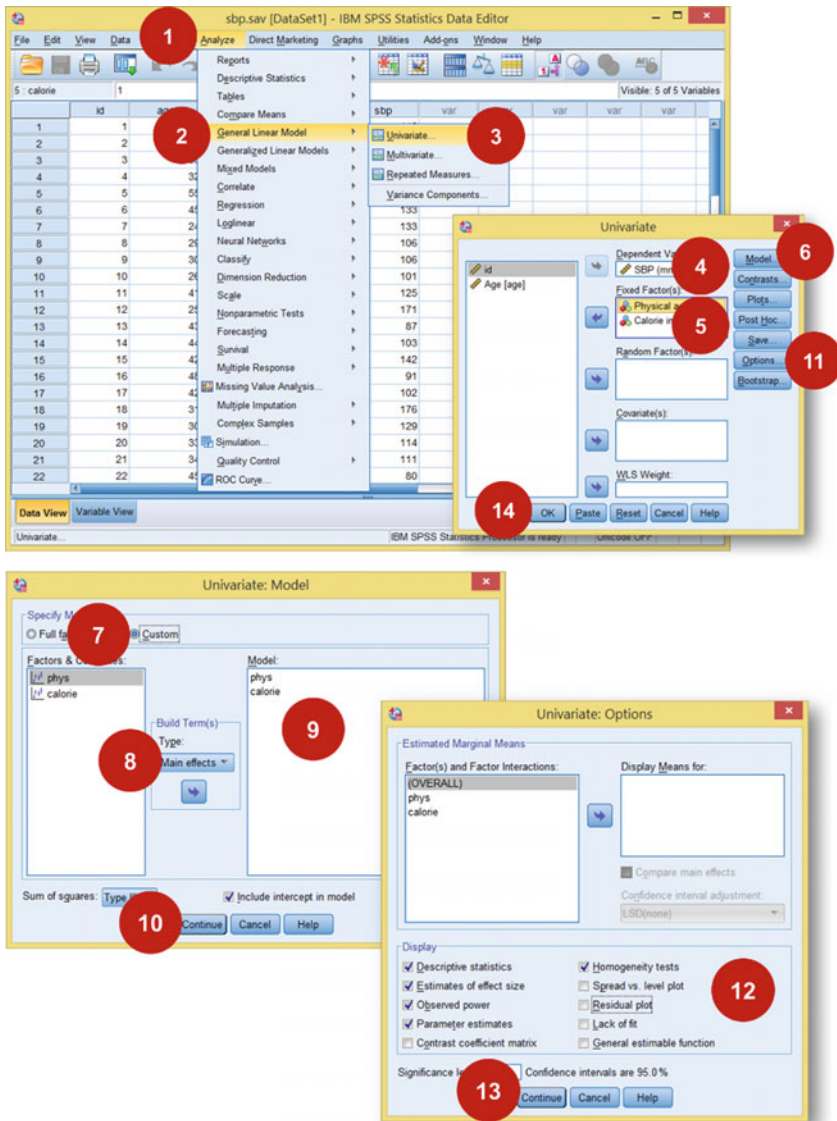 sbp.sav [DataSet1] - IBM SPSS Statistics Data Editor
File Edit View Data 1 Analyze Direct Marketing Graphs Utilities Add-ons Window Help
5 : calorie 1 Visible: 5 of 5 Variables
id sbp var var var var
1 1
2 2
3 3
4 4 32
5 5
6 6 133
7 7 133
8 8 106
9 9 106
10 10 101
11 11 125
12 12 171
13 13 87
14 14 103
15 15 142
16 16 91
17 17 102
18 18 176
19 19 129
20 20 114
21 21 111
22 22 80
Reports
Descriptive Statistics
Tables
Compare Means
2 General Linear Model
Generalized Linear Models
Mixed Models
Correlate
Regression
Loglinear
Neural Networks
Classify
Dimension Reduction
Scale
Nonparametric Tests
Forecasting
Survival
Multiple Response
Missing Value Analysis...
Multiple Imputation
Complex Samples
Simulation...
Quality Control
ROC Curve...
Univariate... 3
Multivariate...
Repeated Measures...
Variance Components...
Data View Variable View
Univariate... IBM SPSS Statistics Processor is ready Unicode:OFF
Univariate
id
Age [age]
Dependent
SBP 4
Fixed Factor(s):
Physical
Calorie 5
Random Factor(s):
Covariate(s):
WLS Weight:
Model... 6
Contrasts...
Plots...
Post Hoc...
Save...
Options... 11
Bootstrap...
14 OK Paste Reset Cancel Help
Univariate: Model
Specify
Full 7 Custom
Factors & Model:
phys
calorie
Build Term(s)
Type:
8 Main effects
phys
calorie
9
Sum of squares: Type Include intercept in model
10 Continue Cancel Help
Univariate: Options
Estimated Marginal Means
Factor(s) and Factor Interactions: Display Means for:
(OVERALL)
phys
calorie
Compare main effects
Confidence interval adjustment:
LSD(none)
Display
Descriptive statistics Homogeneity tests
Estimates of effect size Spread vs. level plot
Observed power Residual plot 12
Parameter estimates Lack of fit
Contrast coefficient matrix General estimable function
Significance Confidence intervals are 95.0 %
13 Continue Cancel Help